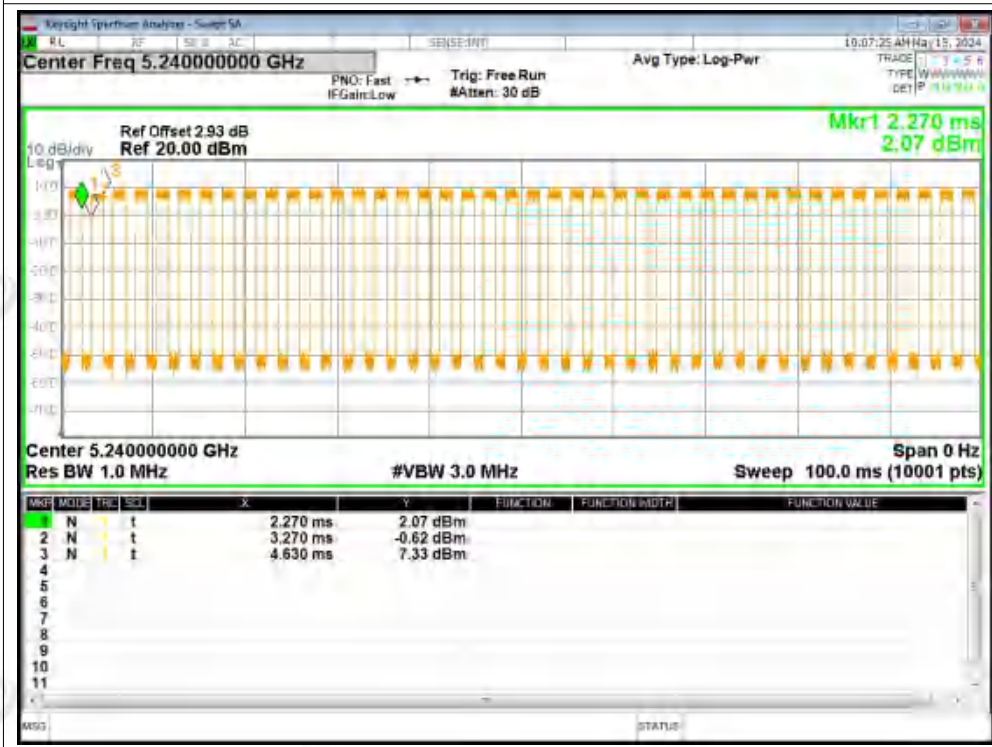 Keysight Spectrum Analyzer - Swept SA
RL RF AC SENSE:INT 10:07:25 AM May 15, 2024
Center Freq 5.240000000 GHz Avg Type: Log-Pwr TRACE
PNO: Fast Trig: Free Run TYPE
IFGain:Low #Atten: 30 dB DET
Mkr1 2.270 ms
2.07 dBm
Ref Offset 2.93 dB
10 dB/div Ref 20.00 dBm
Log
1
3
Center 5.240000000 GHz Span 0 Hz
Res BW 1.0 MHz #VBW 3.0 MHz Sweep 100.0 ms (10001 pts)
MKR MODE TRC SCL X Y FUNCTION FUNCTION WIDTH FUNCTION VALUE
1 N 1 t 2.270 ms 2.07 dBm
2 N 1 t 3.270 ms -0.62 dBm
3 N 1 t 4.630 ms 7.33 dBm
4
5
6
7
8
9
10
11
MSG STATUS